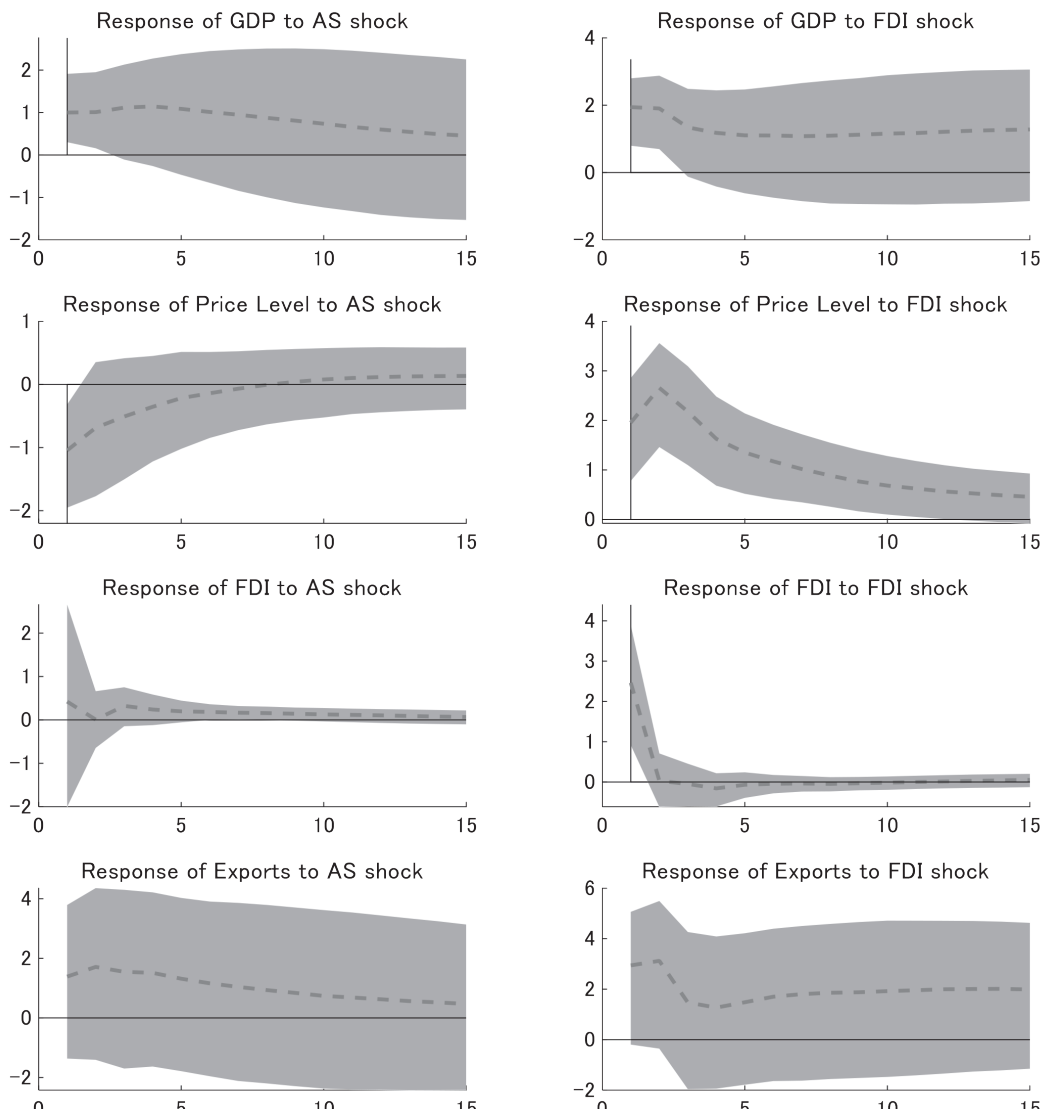 Response of GDP to AS shock
2
1
0
−1
−2
0 5 10 15
Response of GDP to FDI shock
4
2
0
−2
0 5 10 15
Response of Price Level to AS shock
1
0
−1
−2
0 5 10 15
Response of Price Level to FDI shock
4
3
2
1
0
0 5 10 15
Response of FDI to AS shock
2
1
0
−1
−2
0 5 10 15
Response of FDI to FDI shock
4
3
2
1
0
0 5 10 15
Response of Exports to AS shock
4
2
0
−2
Response of Exports to FDI shock
6
4
2
0
−2